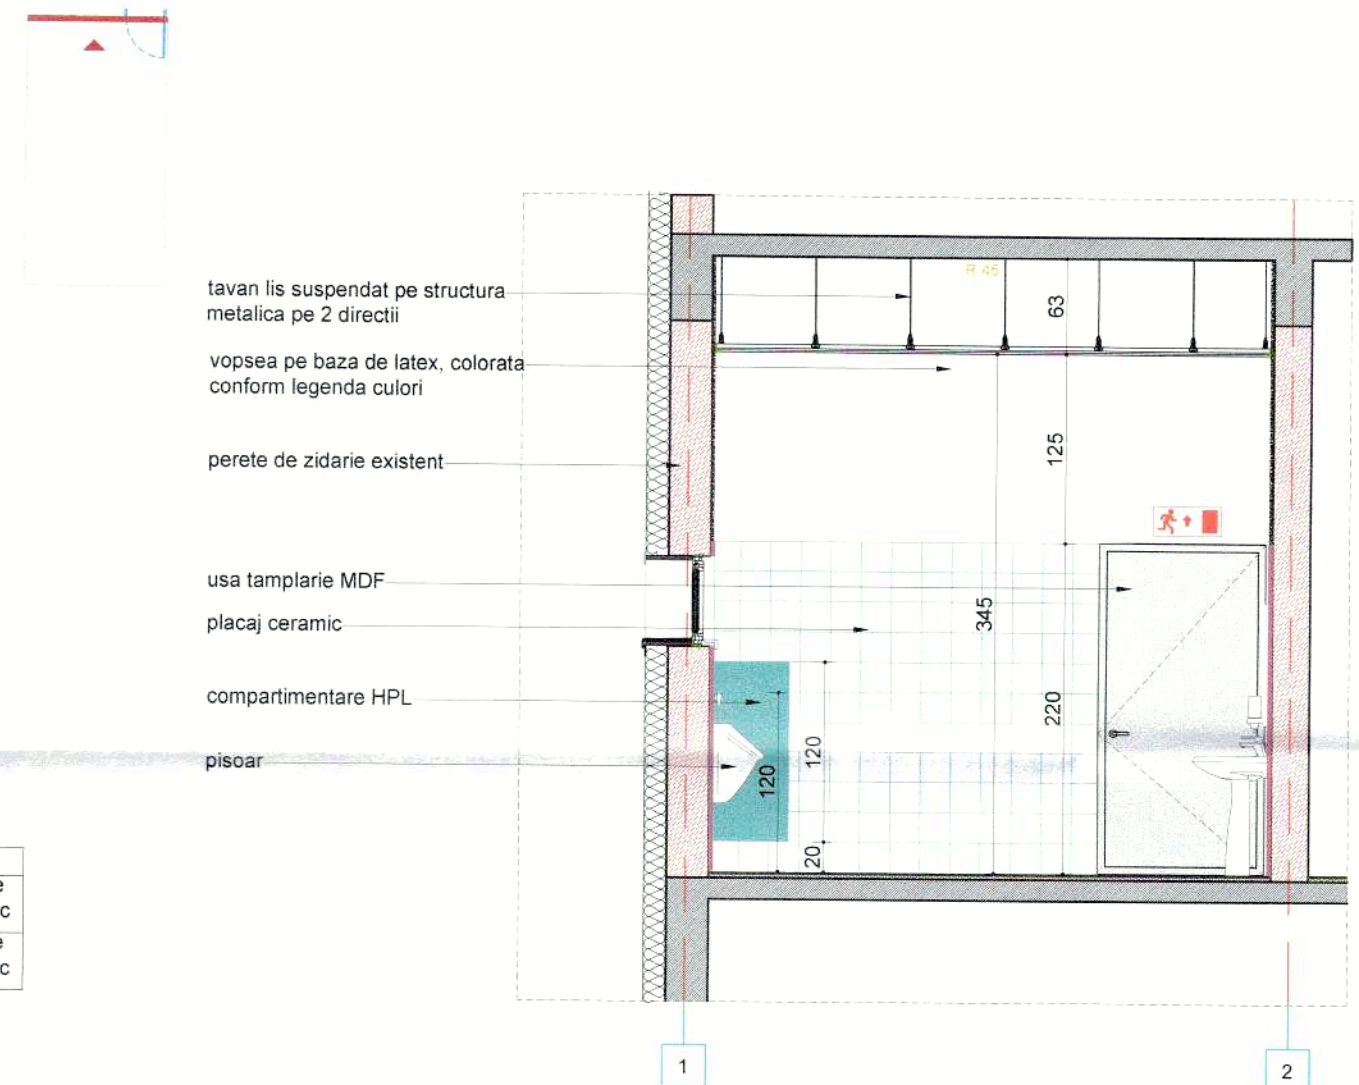 tavan lis suspendat pe structura
metalica pe 2 directii
vopsea pe baza de latex, colorata
conform legenda culori
perete de zidarie existent
usa tamplarie MDF
placaj ceramic
compartimentare HPL
pisoar
R 45
63
125
345
220
120
120
20
e
c
e
c
1
2